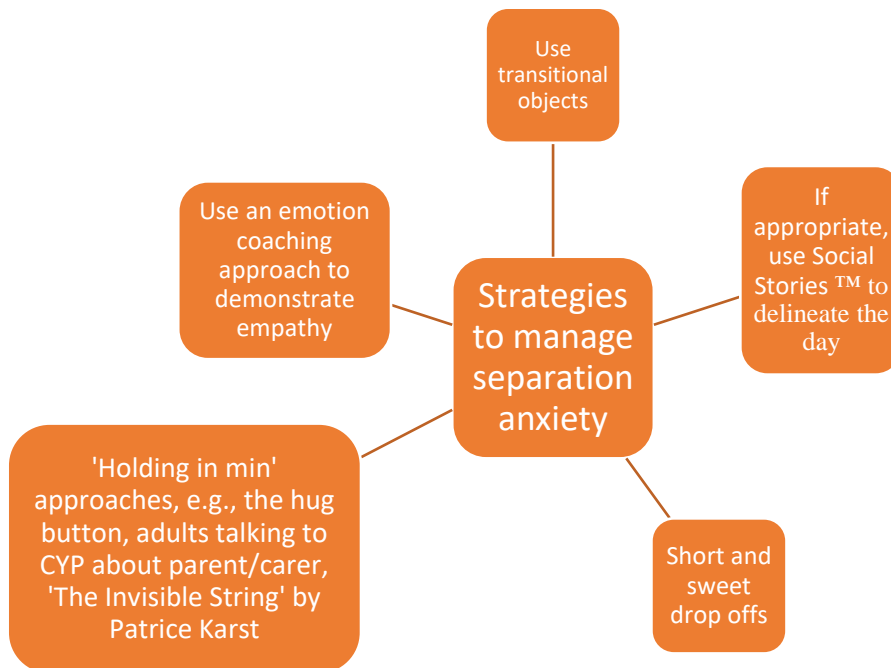 Use
transitional
objects
Use an emotion
coaching
approach to
demonstrate
empathy
If
appropriate,
use Social
Stories ™ to
delineate the
day
Strategies
to manage
separation
anxiety
'Holding in min'
approaches, e.g., the hug
button, adults talking to
CYP about parent/carer,
'The Invisible String' by
Patrice Karst
Short and
sweet
drop offs